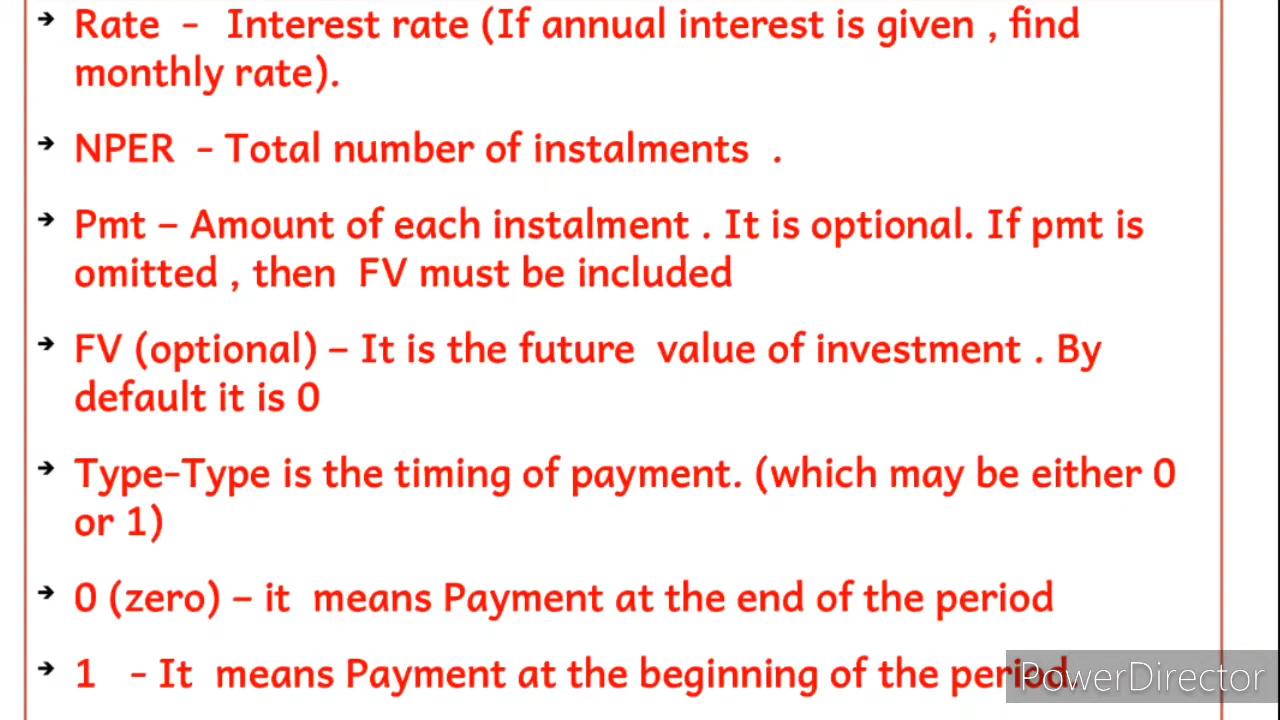 → Rate - Interest rate (If annual interest is given , find
monthly rate).
→ NPER - Total number of instalments .
→ Pmt – Amount of each instalment . It is optional. If pmt is
omitted , then FV must be included
→ FV (optional) – It is the future value of investment . By
default it is 0
→ Type-Type is the timing of payment. (which may be either 0
or 1)
→ 0 (zero) – it means Payment at the end of the period
→ 1 - It means Payment at the beginning of the period
PowerDirector